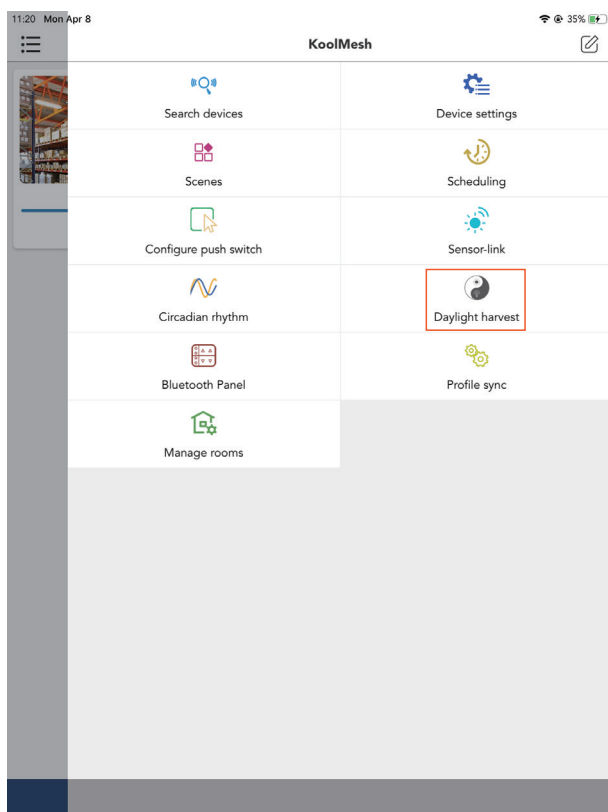 11:20 Mon Apr 8
35%
KoolMesh
Search devices
Device settings
Scenes
Scheduling
Configure push switch
Sensor-link
Circadian rhythm
Daylight harvest
Bluetooth Panel
Profile sync
Manage rooms